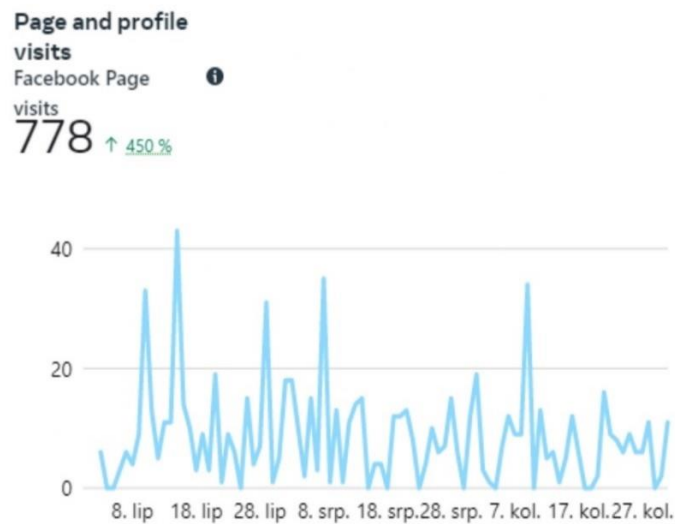 Page and profile
visits
Facebook Page
visits
778 ↑ 450 %
40
20
0
8. lip 18. lip 28. lip 8. srp. 18. srp. 28. srp. 7. kol. 17. kol. 27. kol.